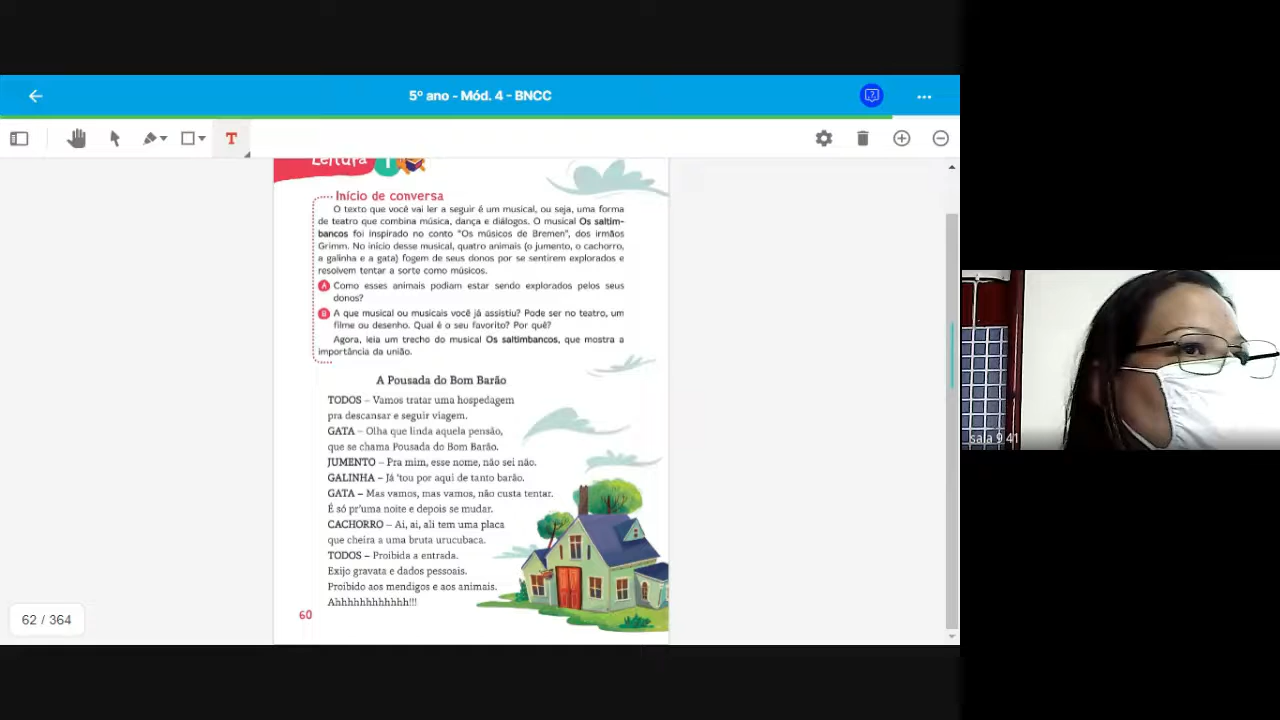 5º ano - Mód. 4 - BNCC
T
Leitura 1
Início de conversa
O texto que você vai ler a seguir é um musical, ou seja, uma forma
de teatro que combina música, dança e diálogos. O musical Os saltim-
bancos foi inspirado no conto "Os músicos de Bremen", dos irmãos
Grimm. No início desse musical, quatro animais (o jumento, o cachorro,
a galinha e a gata) fogem de seus donos por se sentirem explorados e
resolvem tentar a sorte como músicos.
A Como esses animais podiam estar sendo explorados pelos seus
donos?
B A que musical ou musicais você já assistiu? Pode ser no teatro, um
filme ou desenho. Qual é o seu favorito? Por quê?
Agora, leia um trecho do musical Os saltimbancos, que mostra a
importância da união.
A Pousada do Bom Barão
TODOS – Vamos tratar uma hospedagem
pra descansar e seguir viagem.
GATA – Olha que linda aquela pensão,
que se chama Pousada do Bom Barão.
JUMENTO – Pra mim, esse nome, não sei não.
GALINHA – Já 'tou por aqui de tanto barão.
GATA – Mas vamos, mas vamos, não custa tentar.
É só pr'uma noite e depois se mudar.
CACHORRO – Ai, ai, ali tem uma placa
que cheira a uma bruta urucubaca.
TODOS – Proibida a entrada.
Exijo gravata e dados pessoais.
Proibido aos mendigos e aos animais.
Ahhhhhhhhhhhh!!!
60
62 / 364
sala 9 41